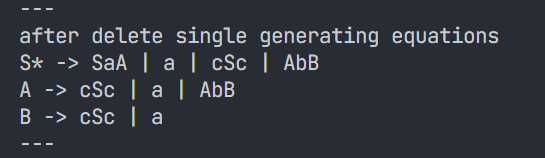 ---
after delete single generating equations
S* -> SaA | a | cSc | AbB
A -> cSc | a | AbB
B -> cSc | a
---